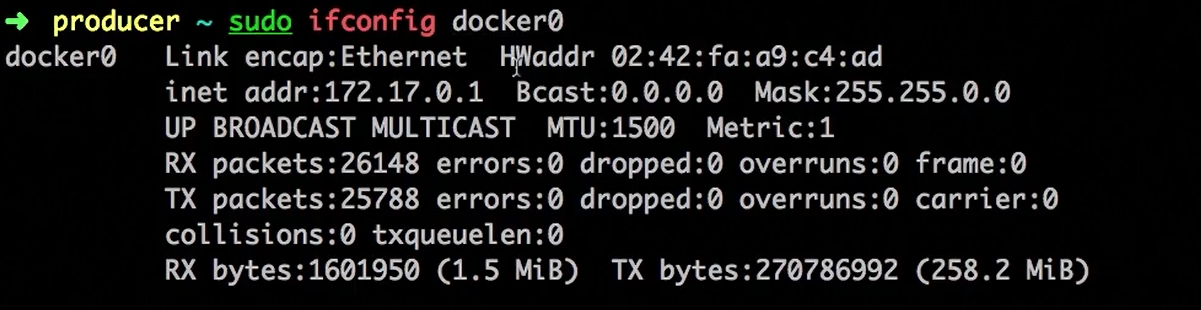 ➜ producer ~ sudo ifconfig docker0
docker0 Link encap:Ethernet HWaddr 02:42:fa:a9:c4:ad
inet addr:172.17.0.1 Bcast:0.0.0.0 Mask:255.255.0.0
UP BROADCAST MULTICAST MTU:1500 Metric:1
RX packets:26148 errors:0 dropped:0 overruns:0 frame:0
TX packets:25788 errors:0 dropped:0 overruns:0 carrier:0
collisions:0 txqueuelen:0
RX bytes:1601950 (1.5 MiB) TX bytes:270786992 (258.2 MiB)